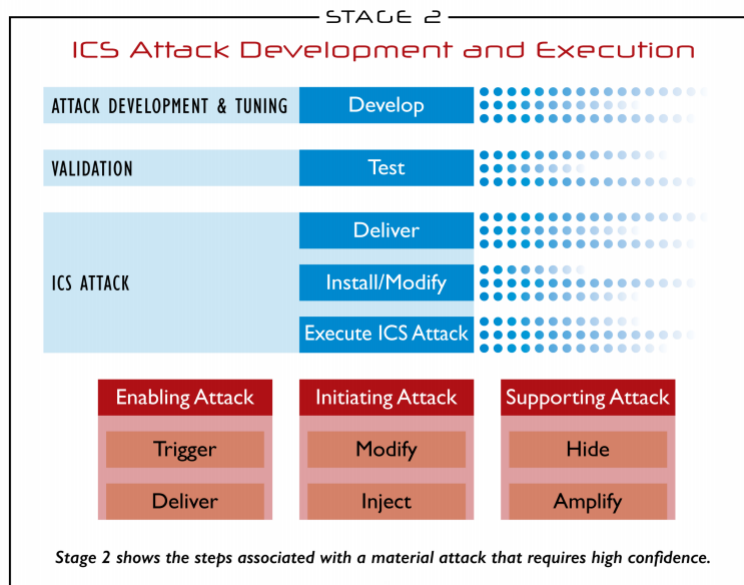 STAGE 2
ICS Attack Development and Execution
ATTACK DEVELOPMENT & TUNING
Develop
VALIDATION
Test
ICS ATTACK
Deliver
Install/Modify
Execute ICS Attack
Enabling Attack
Trigger
Deliver
Initiating Attack
Modify
Inject
Supporting Attack
Hide
Amplify
Stage 2 shows the steps associated with a material attack that requires high confidence.